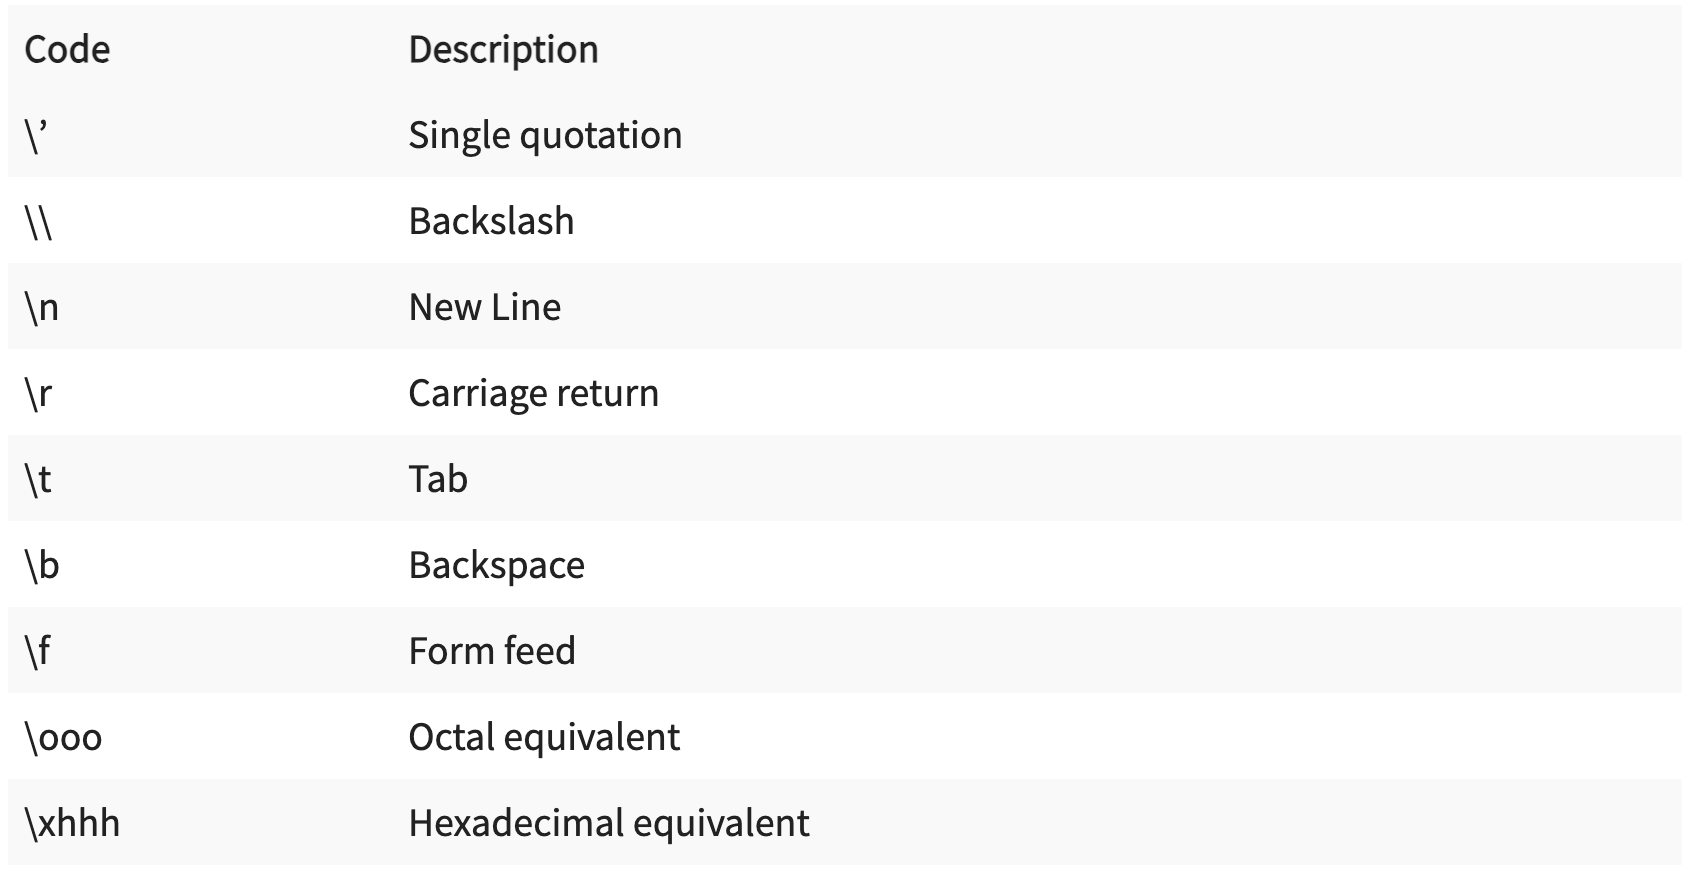 Code Description
\’ Single quotation
\\ Backslash
\n New Line
\r Carriage return
\t Tab
\b Backspace
\f Form feed
\ooo Octal equivalent
\xhhh Hexadecimal equivalent